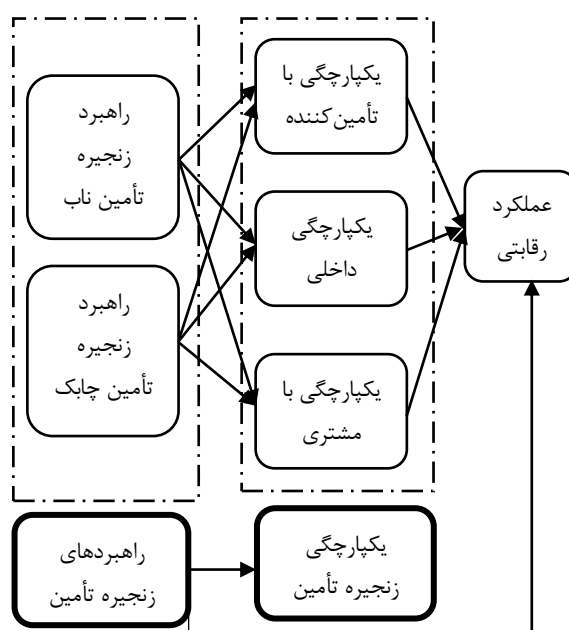 راهبرد
زنجیره
تأمین ناب
راهبرد
زنجیره
تأمین چابک
یکپارچگی با
تأمین‌کننده
یکپارچگی
داخلی
یکپارچگی با
مشتری
عملکرد
رقابتی
راهبردهای
زنجیره تأمین
یکپارچگی
زنجیره تأمین